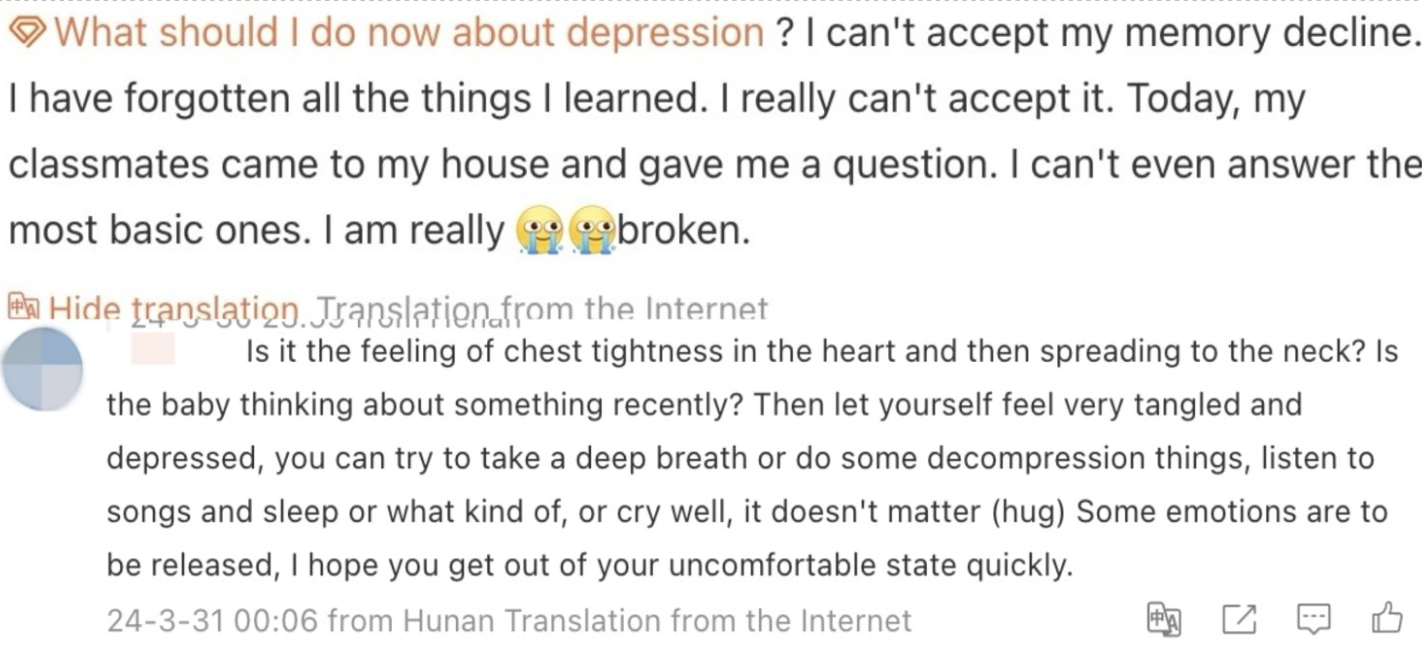 What should I do now about depression ? I can't accept my memory decline.
I have forgotten all the things I learned. I really can't accept it. Today, my
classmates came to my house and gave me a question. I can't even answer the
most basic ones. I am really 😭😭broken.
Hide translation Translation from the Internet
Is it the feeling of chest tightness in the heart and then spreading to the neck? Is
the baby thinking about something recently? Then let yourself feel very tangled and
depressed, you can try to take a deep breath or do some decompression things, listen to
songs and sleep or what kind of, or cry well, it doesn't matter (hug) Some emotions are to
be released, I hope you get out of your uncomfortable state quickly.
24-3-31 00:06 from Hunan Translation from the Internet